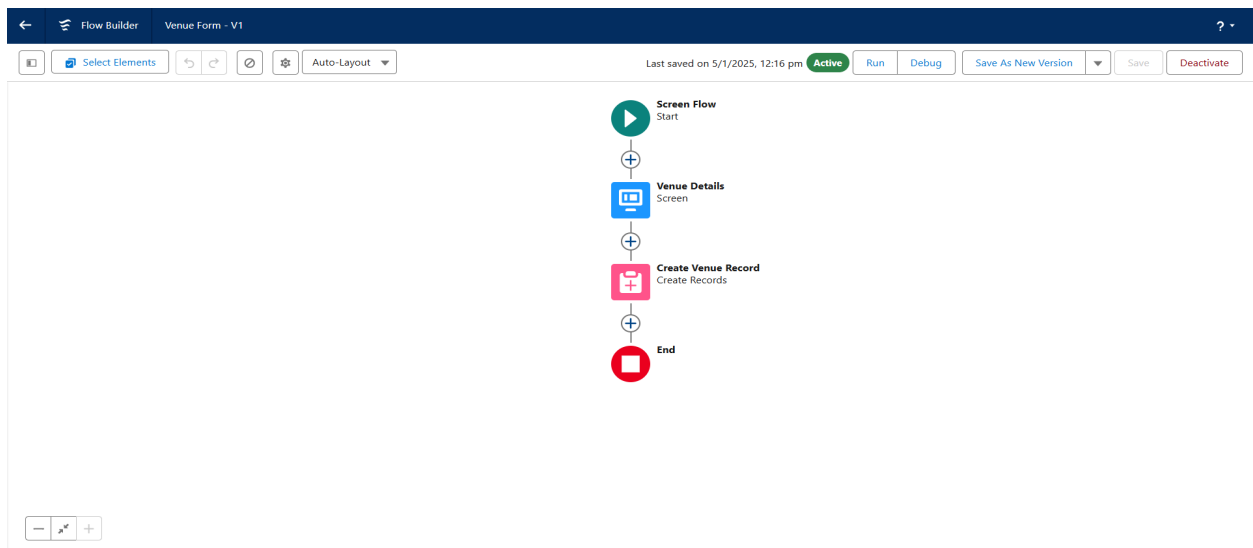 Flow Builder Venue Form - V1 ?
Select Elements Auto-Layout Last saved on 5/1/2025, 12:16 pm Active Run Debug Save As New Version Save Deactivate
Screen Flow
Start
Venue Details
Screen
Create Venue Record
Create Records
End